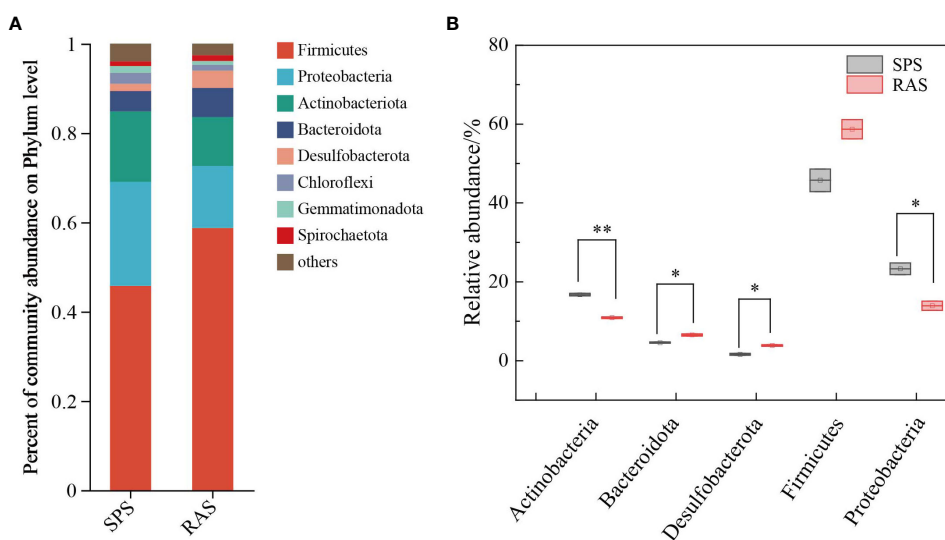 A
Percent of community abundance on Phylum level
1
0.8
0.6
0.4
0.2
0
SPS
RAS
Firmicutes
Proteobacteria
Actinobacteriota
Bacteroidota
Desulfobacterota
Chloroflexi
Gemmatimonadota
Spirochaetota
others
B
Relative abundance/%
80
60
40
20
0
SPS
RAS
**
*
*
*
Actinobacteria
Bacteroidota
Desulfobacterota
Firmicutes
Proteobacteria